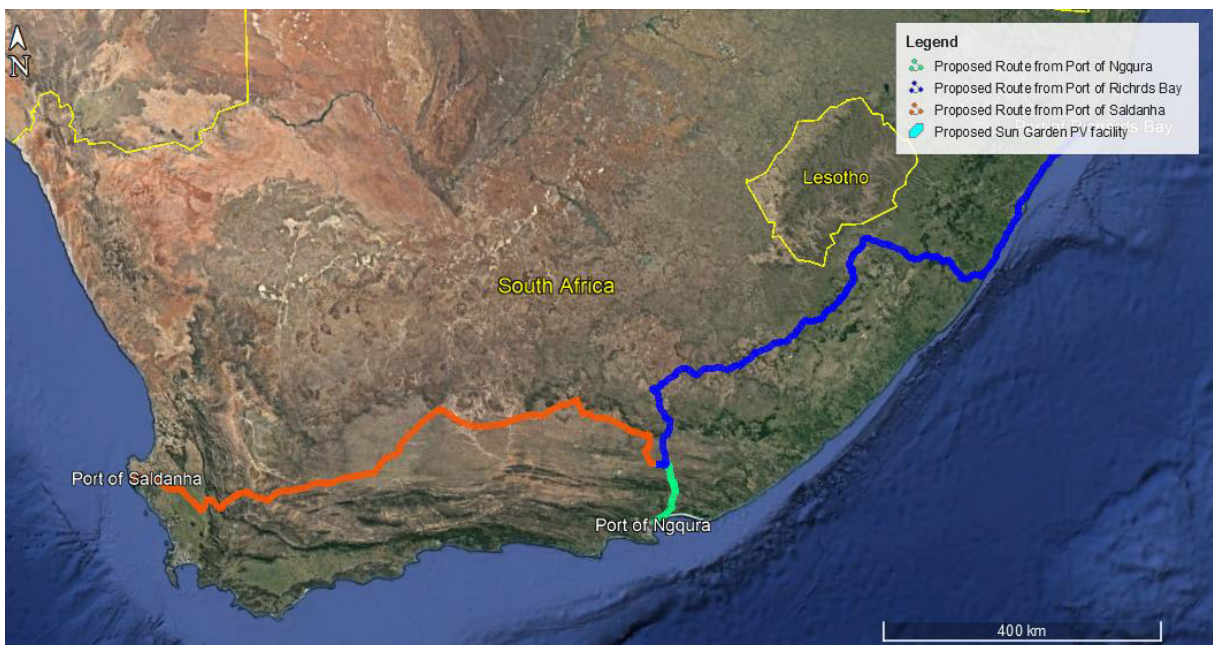 N
Legend
Proposed Route from Port of Ngqura
Proposed Route from Port of Richrds Bay
Proposed Route from Port of Saldanha
Proposed Sun Garden PV facility
Lesotho
South Africa
Port of Saldanha
Port of Ngqura
400 km